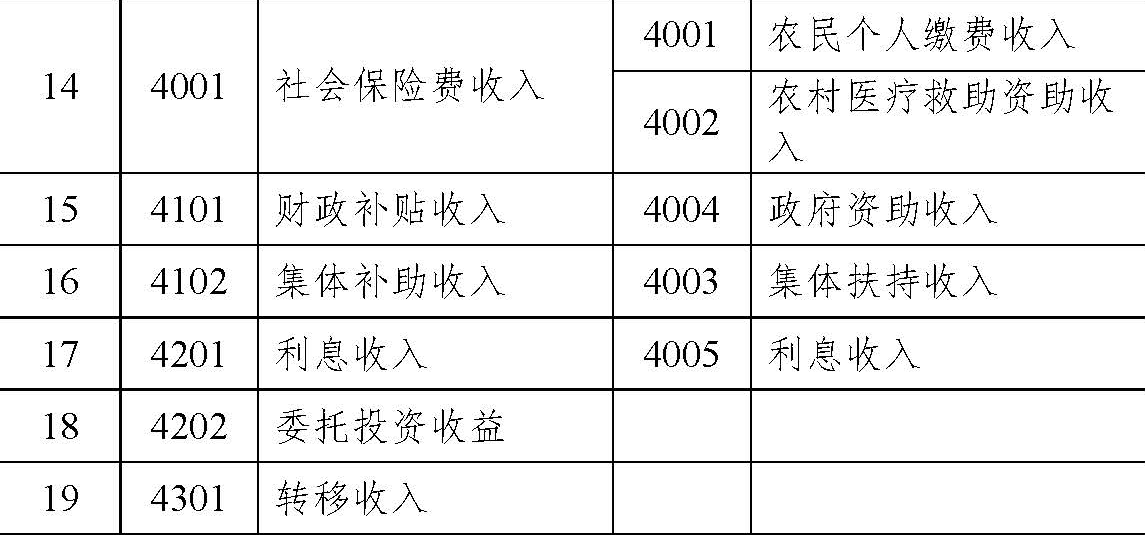 14 4001 社会保险费收入 4001 农民个人缴费收入
4002 农村医疗救助资助收
入
15 4101 财政补贴收入 4004 政府资助收入
16 4102 集体补助收入 4003 集体扶持收入
17 4201 利息收入 4005 利息收入
18 4202 委托投资收益
19 4301 转移收入